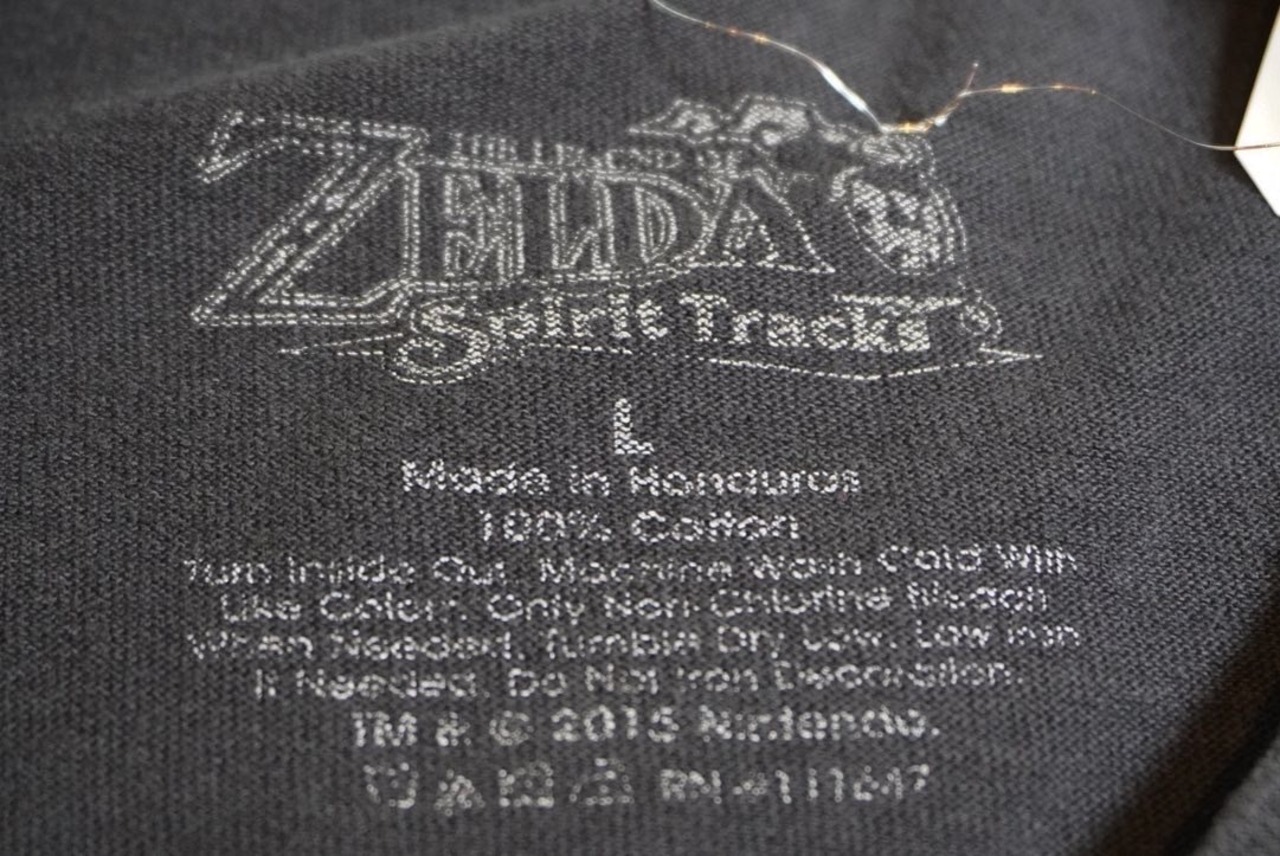 THE LEGEND OF
ZELDA
Spirit Tracks
L
Made in Honduras
100% Cotton
Turn Inside Out. Machine Wash Cold With
Like Colors. Only Non-Chlorine Bleach
When Needed. Tumble Dry Low. Low Iron
If Needed. Do Not Iron Decoration.
TM & © 2015 Nintendo.
RN #111647